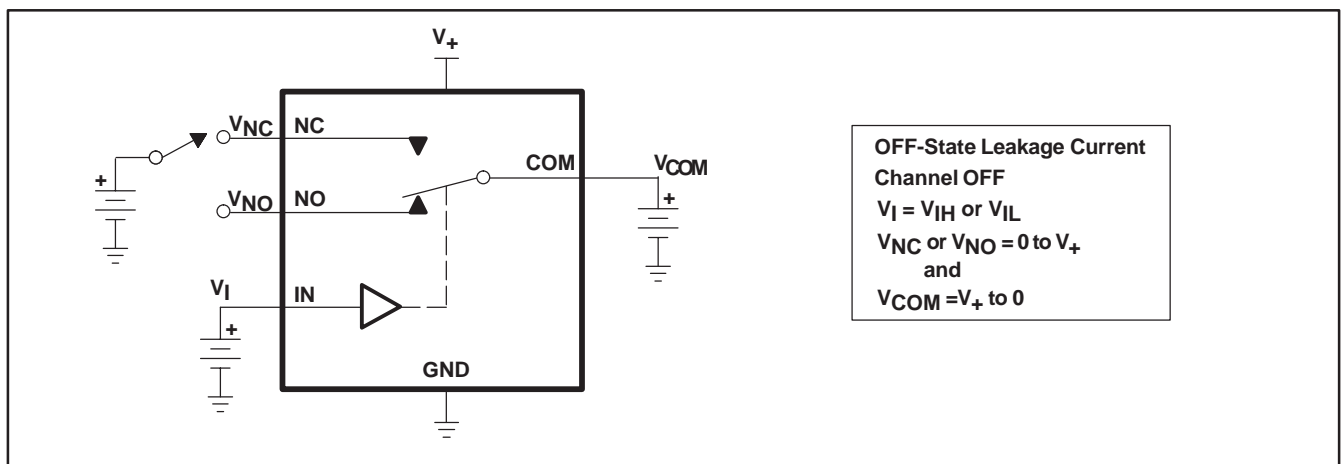 V+
VNC NC
COM VCOM
+
VNO NO
+
VI IN
+
GND
OFF-State Leakage Current
Channel OFF
VI = VIH or VIL
VNC or VNO = 0 to V+
and
VCOM =V+ to 0